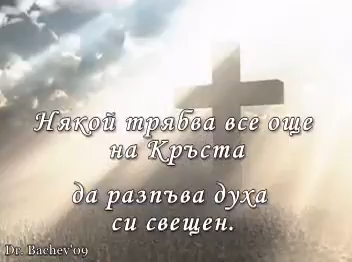 Някой трябва все още
на Кръста
да разпъва духа
си свещен.
Dr. Bachev'09